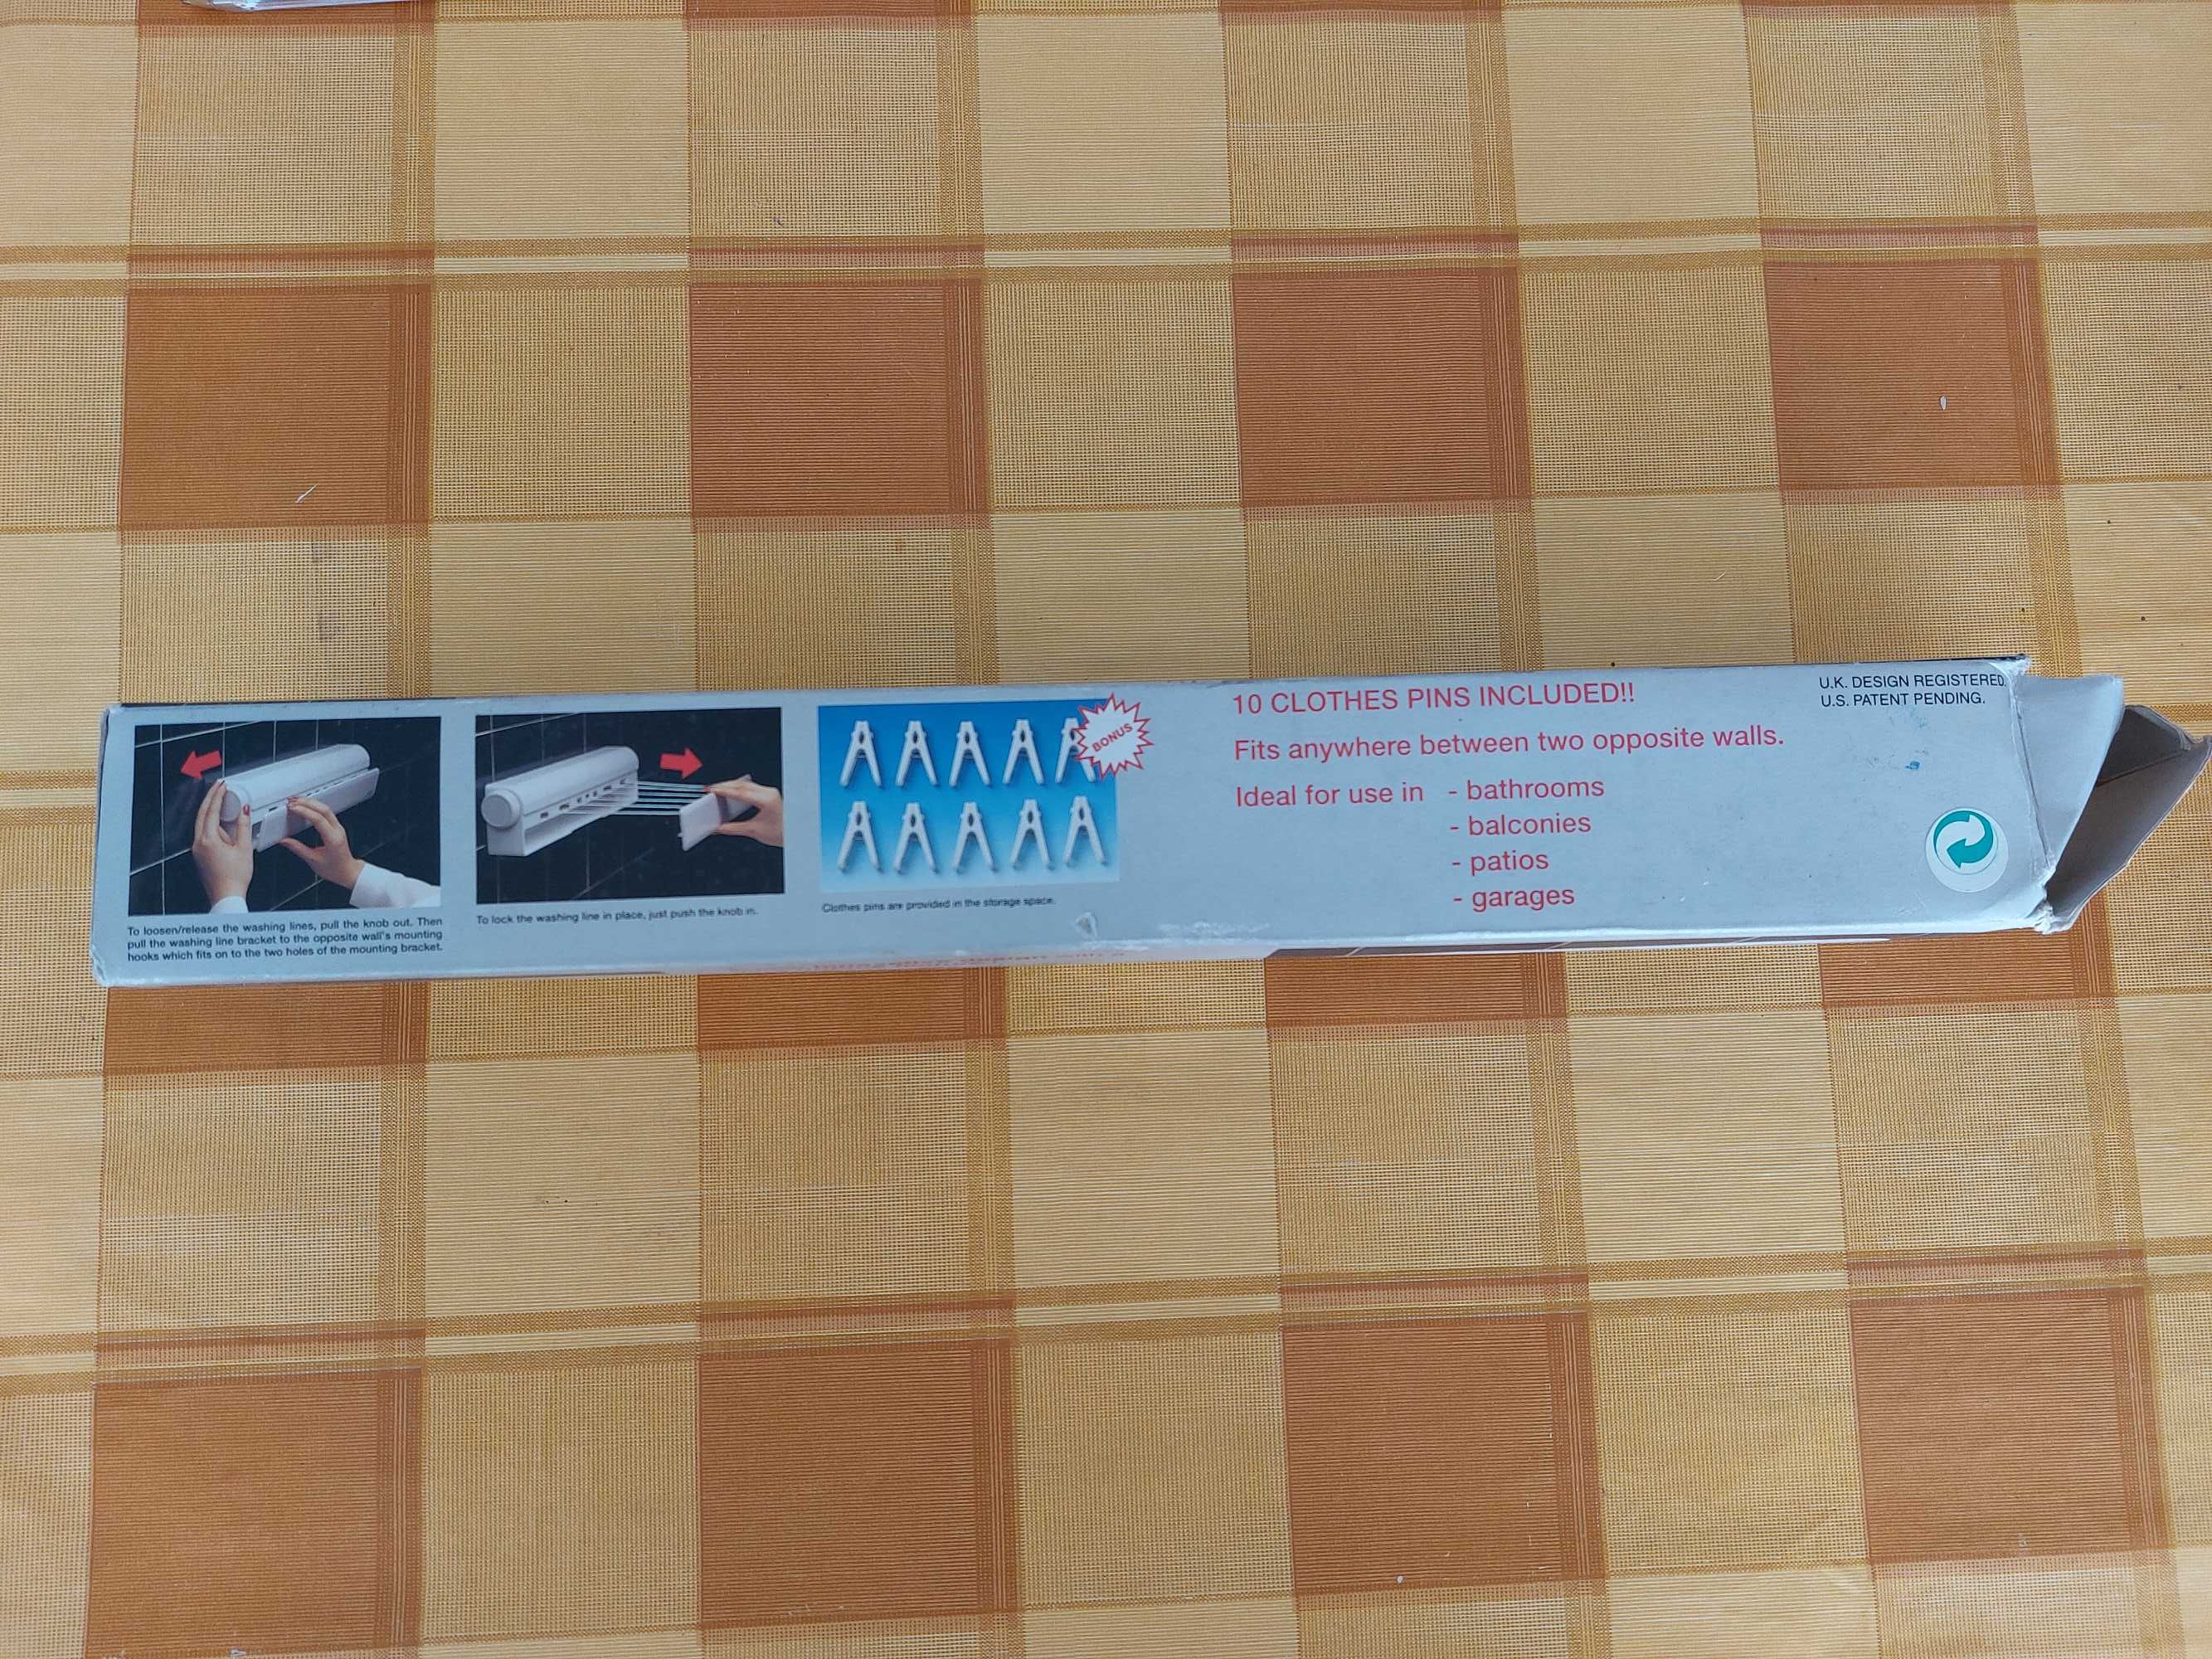 To loosen/release the washing lines, pull the knob out. Then
pull the washing line bracket to the opposite wall's mounting
hooks which fits on to the two holes of the mounting bracket.
To lock the washing line in place, just push the knob in.
BONUS
Clothes pins are provided in the storage space.
10 CLOTHES PINS INCLUDED!!
Fits anywhere between two opposite walls.
Ideal for use in - bathrooms
- balconies
- patios
- garages
U.K. DESIGN REGISTERED.
U.S. PATENT PENDING.